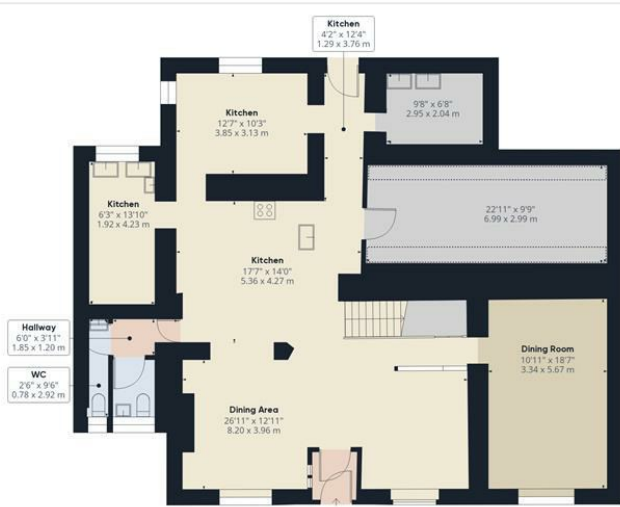 Kitchen
4'2" x 12'4"
1.29 x 3.76 m
Kitchen
12'7" x 10'3"
3.85 x 3.13 m
9'8" x 6'8"
2.95 x 2.04 m
Kitchen
6'3" x 13'10"
1.92 x 4.23 m
22'11" x 9'9"
6.99 x 2.99 m
Kitchen
17'7" x 14'0"
5.36 x 4.27 m
Hallway
6'0" x 3'11"
1.85 x 1.20 m
WC
2'6" x 9'6"
0.78 x 2.92 m
Dining Room
10'11" x 18'7"
3.34 x 5.67 m
Dining Area
26'11" x 12'11"
8.20 x 3.96 m